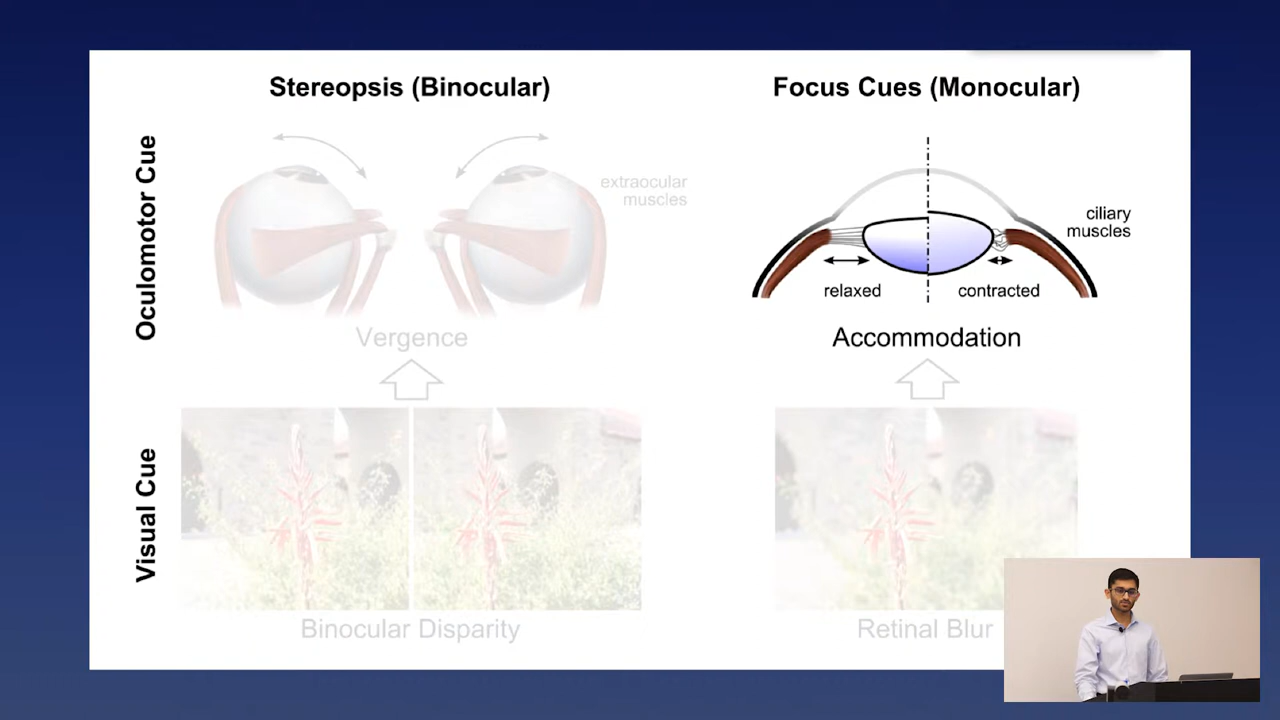 Stereopsis (Binocular)
Focus Cues (Monocular)
Oculomotor Cue
extraocular
muscles
ciliary
muscles
relaxed
contracted
Vergence
Accommodation
Visual Cue
Binocular Disparity
Retinal Blur